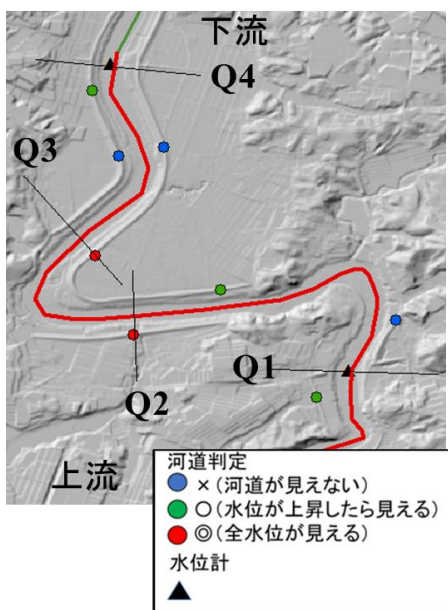 下流
Q4
Q3
Q1
Q2
上流
河道判定
×(河道が見えない)
○(水位が上昇したら見える)
◎(全水位が見える)
水位計